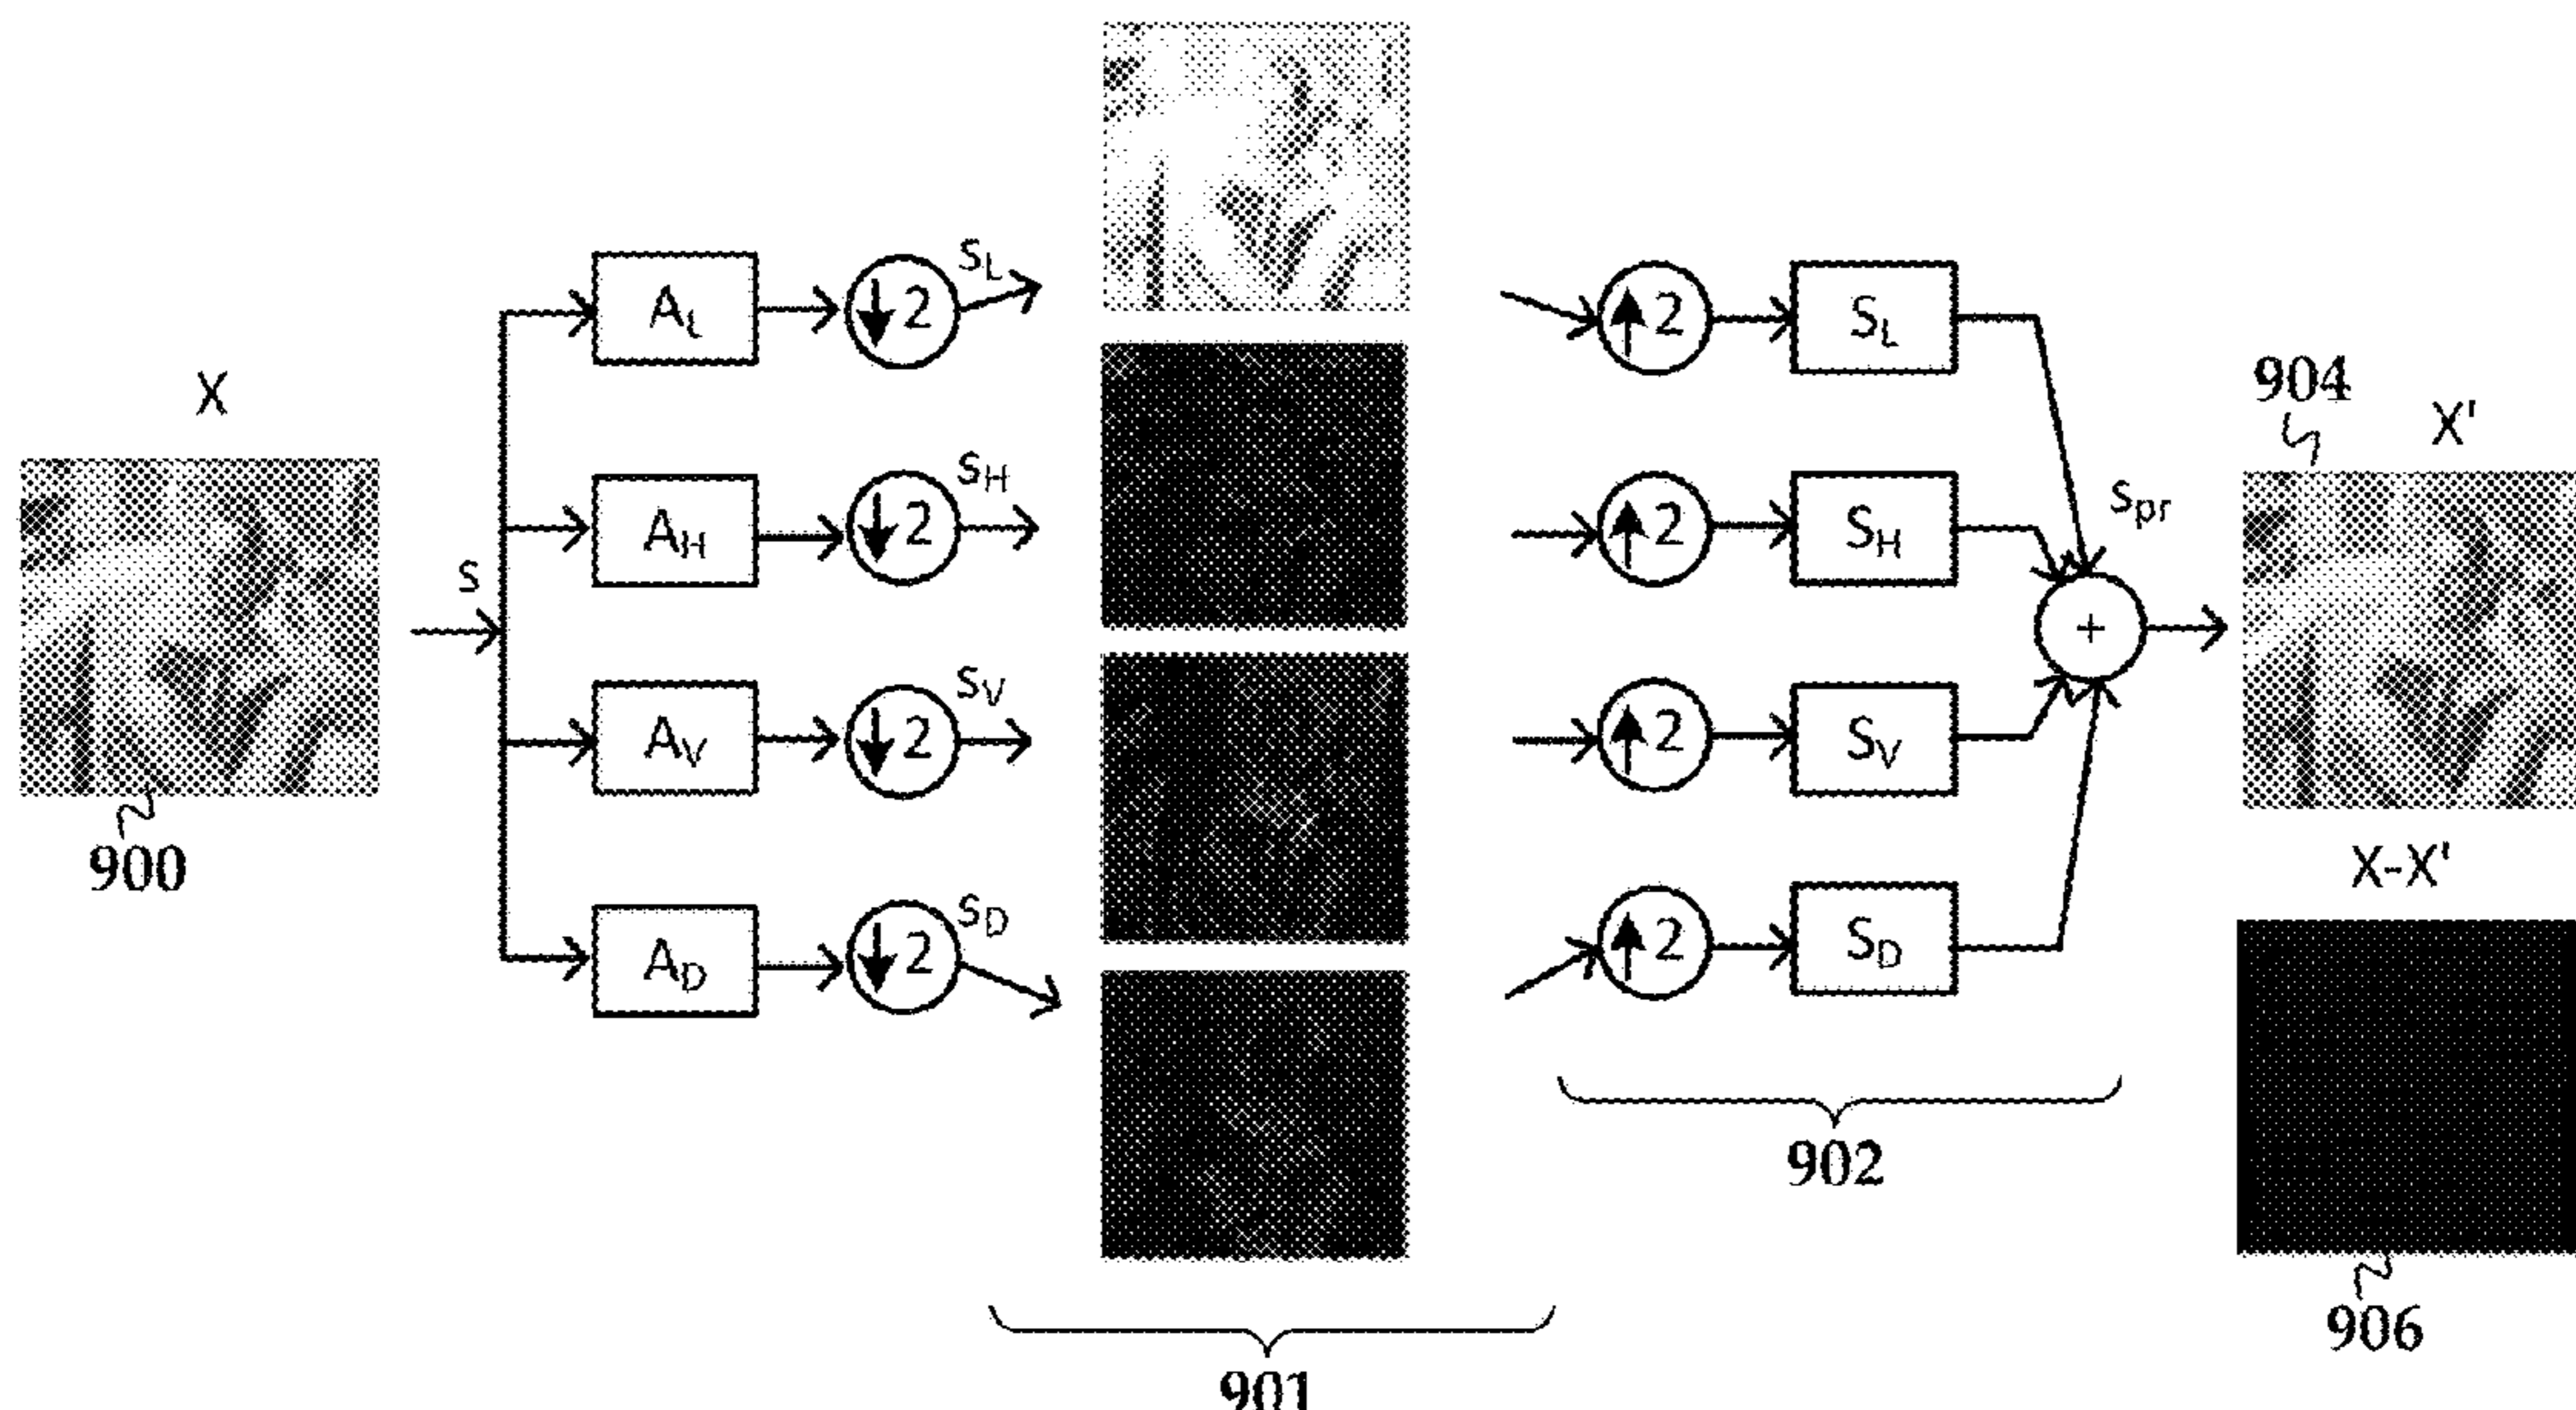 X
900
s
A_L
↓2
s_L
A_H
↓2
s_H
A_V
↓2
s_V
A_D
↓2
s_D
901
↑2
S_L
↑2
S_H
↑2
S_V
↑2
S_D
902
+
s_pr
904
X'
X-X'
906